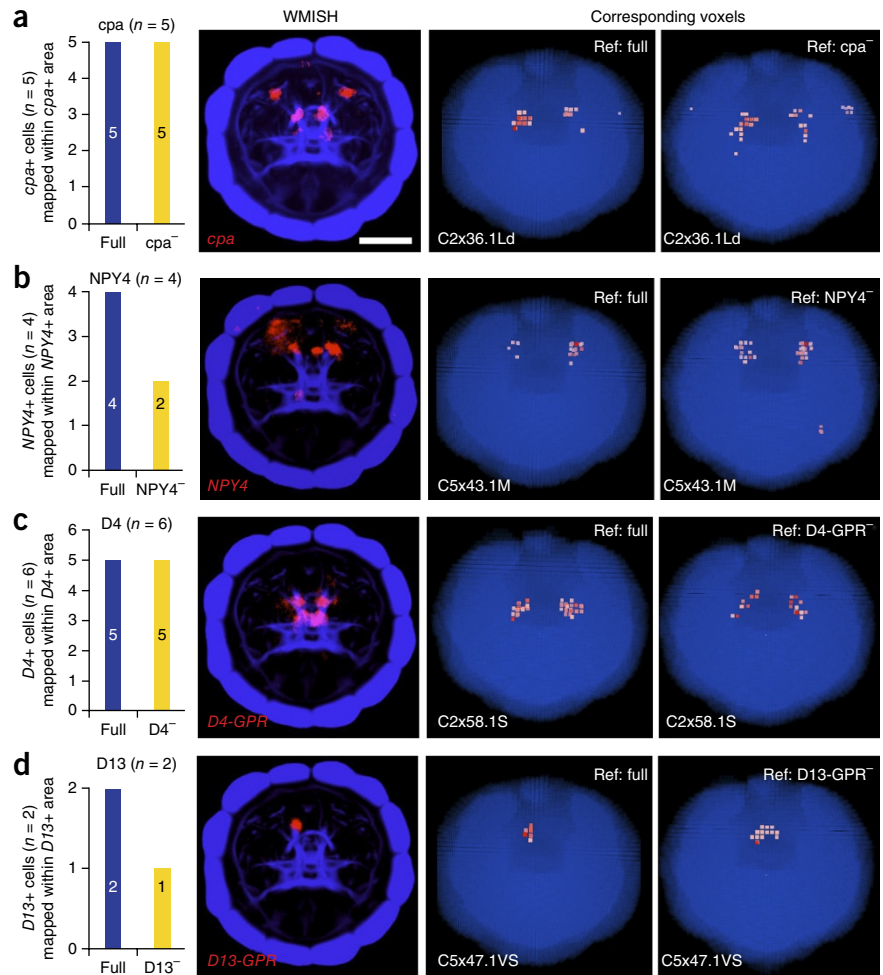 WMISH
Corresponding voxels
a
cpa (n = 5)
cpa+ cells (n = 5)
mapped within cpa+ area
5
4
3
2
1
0
5
5
Full
cpa–
cpa
Ref: full
C2x36.1Ld
Ref: cpa–
C2x36.1Ld
b
NPY4 (n = 4)
NPY4+ cells (n = 4)
mapped within NPY4+ area
4
3
2
1
0
4
2
Full
NPY4–
NPY4
Ref: full
C5x43.1M
Ref: NPY4–
C5x43.1M
c
D4 (n = 6)
D4+ cells (n = 6)
mapped within D4+ area
6
5
4
3
2
1
0
5
5
Full
D4–
D4-GPR
Ref: full
C2x58.1S
Ref: D4-GPR–
C2x58.1S
d
D13 (n = 2)
D13+ cells (n = 2)
mapped within D13+ area
2
1
0
2
1
Full
D13–
D13-GPR
Ref: full
C5x47.1VS
Ref: D13-GPR–
C5x47.1VS